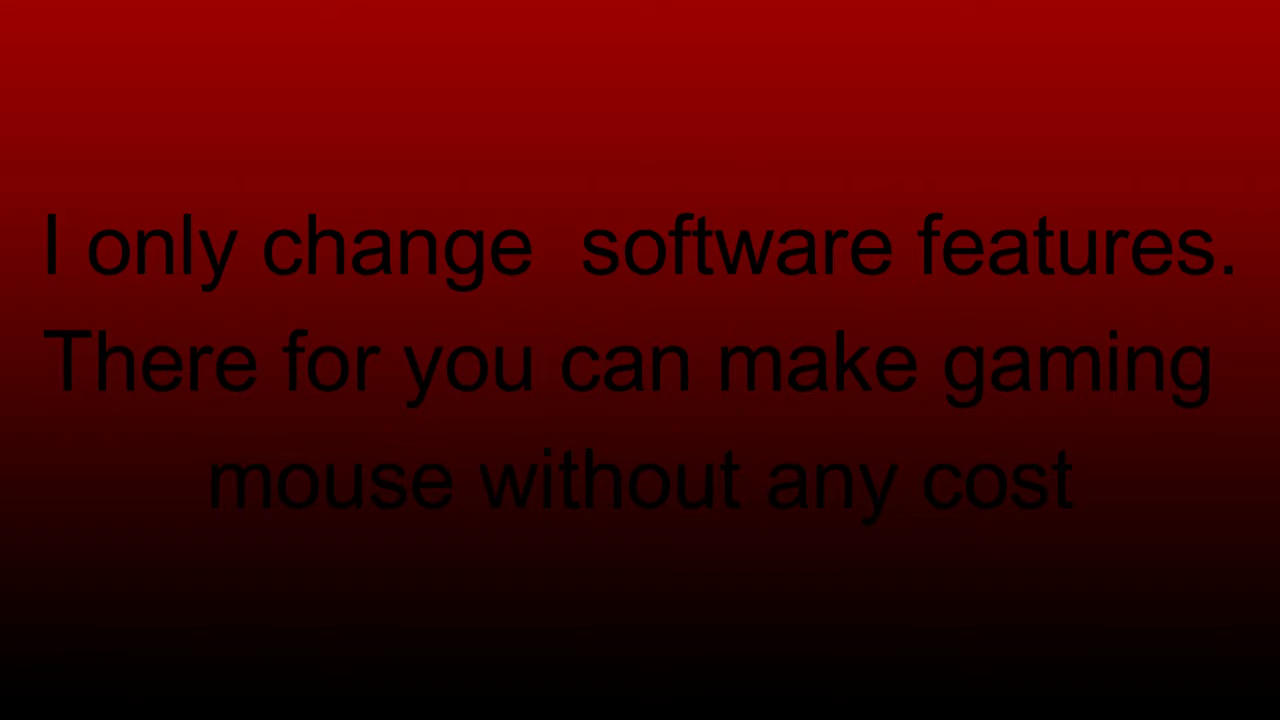 I only change  software features.
There for you can make gaming
mouse without any cost